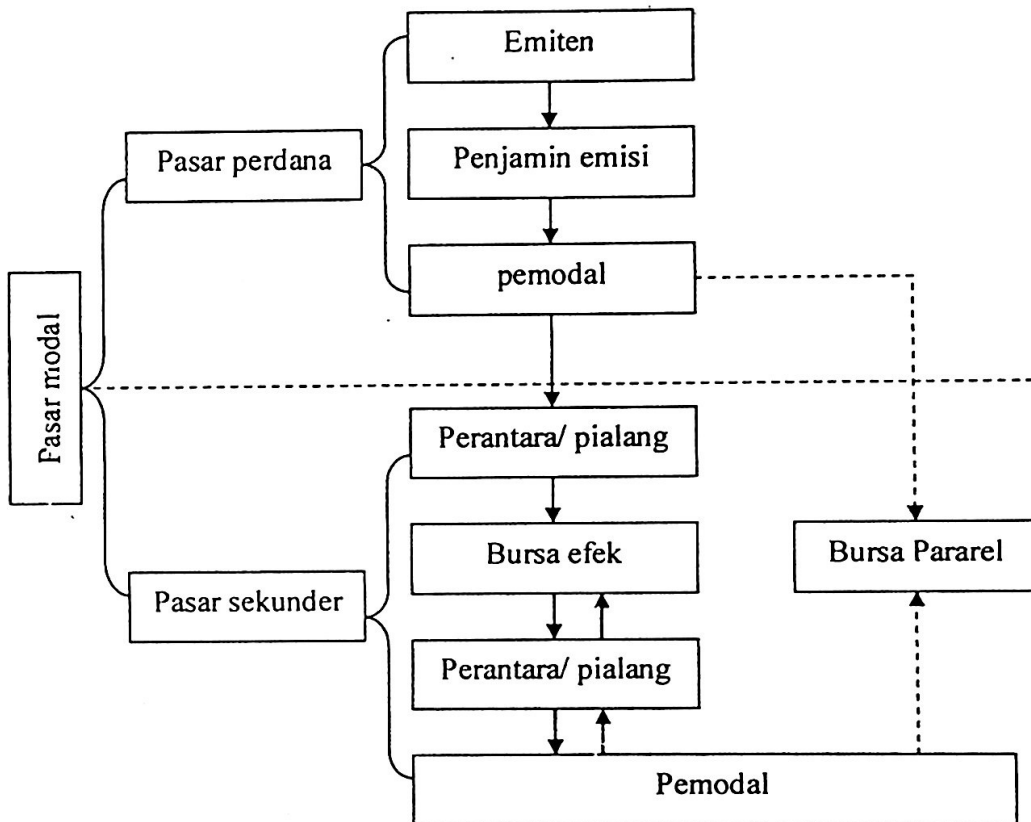 Emiten
Pasar perdana
Penjamin emisi
pemodal
Pasar modal
Perantara/ pialang
Bursa efek
Bursa Pararel
Pasar sekunder
Perantara/ pialang
Pemodal